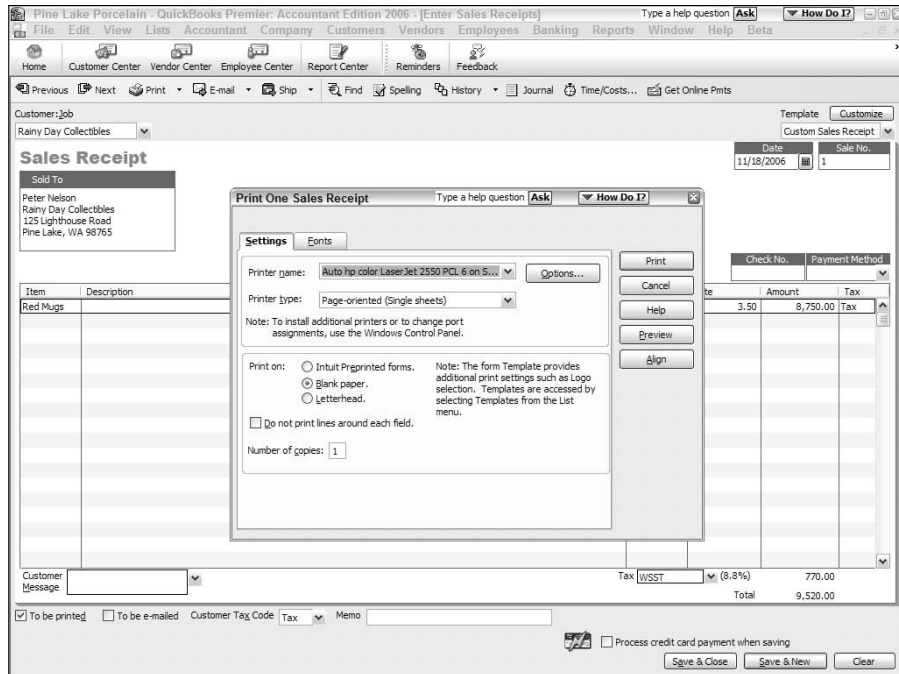 Pine Lake Porcelain - QuickBooks Premier: Accountant Edition 2006 - [Enter Sales Receipts] Type a help question Ask How Do I?
File Edit View Lists Accountant Company Customers Vendors Employees Banking Reports Window Help Beta
Home Customer Center Vendor Center Employee Center Report Center Reminders Feedback
Previous Next Print E-mail Ship Find Spelling History Journal Time/Costs... Get Online Pmts
Customer:Job Template Customize
Rainy Day Collectibles Custom Sales Receipt
Sales Receipt
Date Sale No.
11/18/2006 1
Sold To
Peter Nelson
Rainy Day Collectibles
125 Lighthouse Road
Pine Lake, WA 98765
Check No. Payment Method
Item Description te Amount Tax
Red Mugs 3.50 8,750.00 Tax
Print One Sales Receipt Type a help question Ask How Do I?
Settings Fonts
Printer name: Auto hp color LaserJet 2550 PCL 6 on S... Options...
Printer type: Page-oriented (Single sheets)
Note: To install additional printers or to change port
assignments, use the Windows Control Panel.
Print on: Intuit Preprinted forms.
Blank paper.
Letterhead.
Note: The form Template provides
additional print settings such as Logo
selection. Templates are accessed by
selecting Templates from the List
menu.
Do not print lines around each field.
Number of copies: 1
Print
Cancel
Help
Preview
Align
Customer
Message
Tax WSST (8.8%) 770.00
Total 9,520.00
To be printed To be e-mailed Customer Tax Code Tax Memo
Process credit card payment when saving
Save & Close Save & New Clear